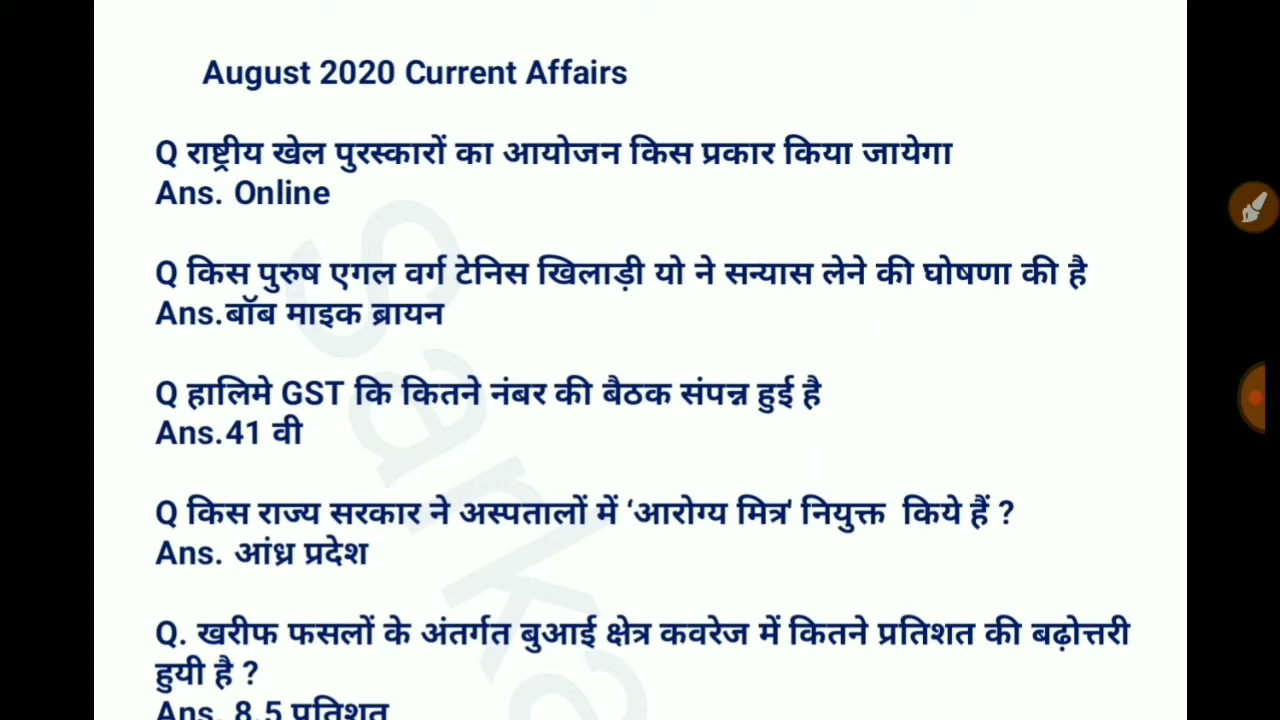 August 2020 Current Affairs
Q राष्ट्रीय खेल पुरस्कारों का आयोजन किस प्रकार किया जायेगा
Ans. Online
Q किस पुरुष एगल वर्ग टेनिस खिलाड़ी यो ने सन्यास लेने की घोषणा की है
Ans.बॉब माइक ब्रायन
Q हालिमे GST कि कितने नंबर की बैठक संपन्न हुई है
Ans.41 वी
Q किस राज्य सरकार ने अस्पतालों में ‘आरोग्य मित्र' नियुक्त किये हैं ?
Ans. आंध्र प्रदेश
Q. खरीफ फसलों के अंतर्गत बुआई क्षेत्र कवरेज में कितने प्रतिशत की बढ़ोत्तरी
हुयी है ?
Ans. 8.5 प्रतिशत
Sarka